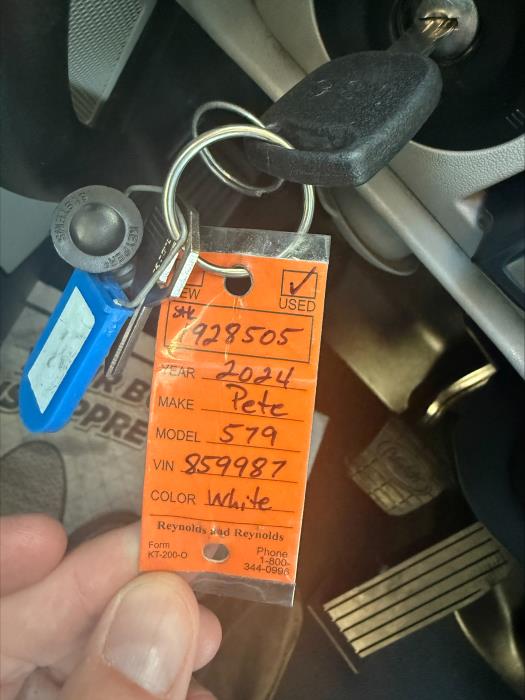 NEW ✓ USED
Stk
1928505
YEAR 2024
MAKE Pete
MODEL 579
VIN 859987
COLOR White
Reynolds and Reynolds
Form
KT-200-O
Phone
1-800-
344-0996